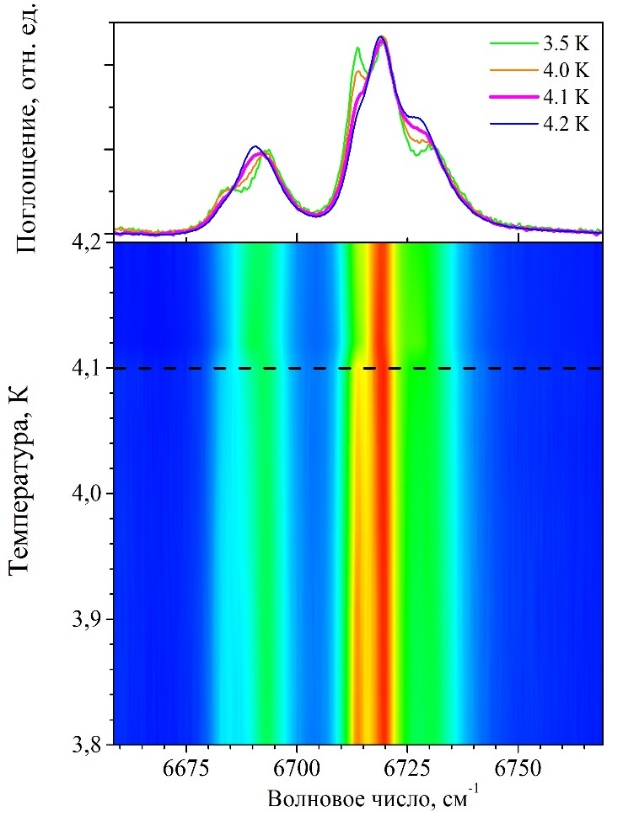 Поглощение, отн. ед.
3.5 K
4.0 K
4.1 K
4.2 K
4,2
4,1
4,0
3,9
3,8
Температура, К
6675 6700 6725 6750
Волновое число, см-1